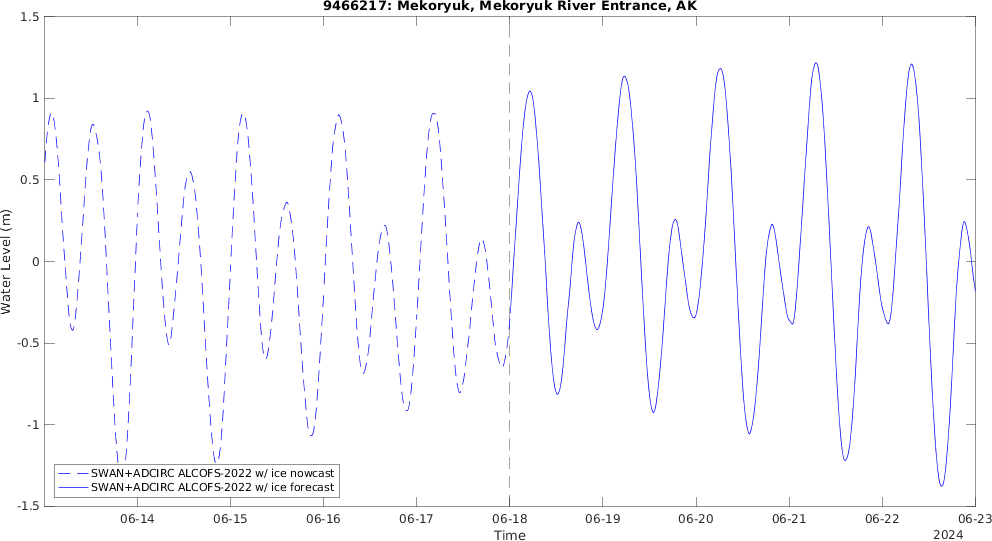 9466217: Mekoryuk, Mekoryuk River Entrance, AK
1.5
1
0.5
0
-0.5
-1
-1.5
Water Level (m)
SWAN+ADCIRC ALCOFS-2022 w/ ice nowcast
SWAN+ADCIRC ALCOFS-2022 w/ ice forecast
06-14 06-15 06-16 06-17 06-18 06-19 06-20 06-21 06-22 06-23
Time
2024